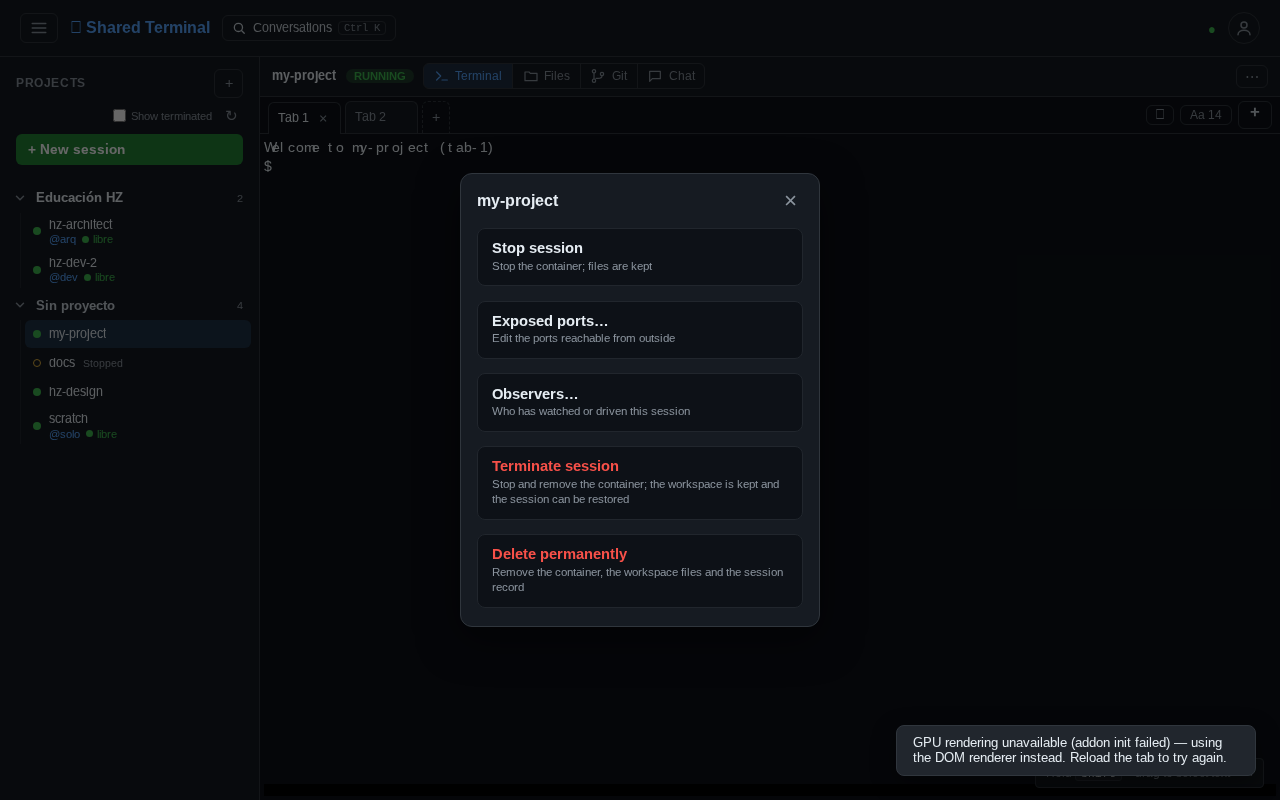 Shared Terminal
Conversations Ctrl K
PROJECTS
+
Show terminated ↻
+ New session
Educación HZ 2
hz-architect
@arq libre
hz-dev-2
@dev libre
Sin proyecto 4
my-project
docs Stopped
hz-design
scratch
@solo libre
my-project RUNNING Terminal Files Git Chat ⋯
Tab 1 × Tab 2 + Aa 14 +
Welcome to my-project (tab-1)
$
my-project ✕
Stop session
Stop the container; files are kept
Exposed ports…
Edit the ports reachable from outside
Observers…
Who has watched or driven this session
Terminate session
Stop and remove the container; the workspace is kept and
the session can be restored
Delete permanently
Remove the container, the workspace files and the session
record
GPU rendering unavailable (addon init failed) — using
the DOM renderer instead. Reload the tab to try again.